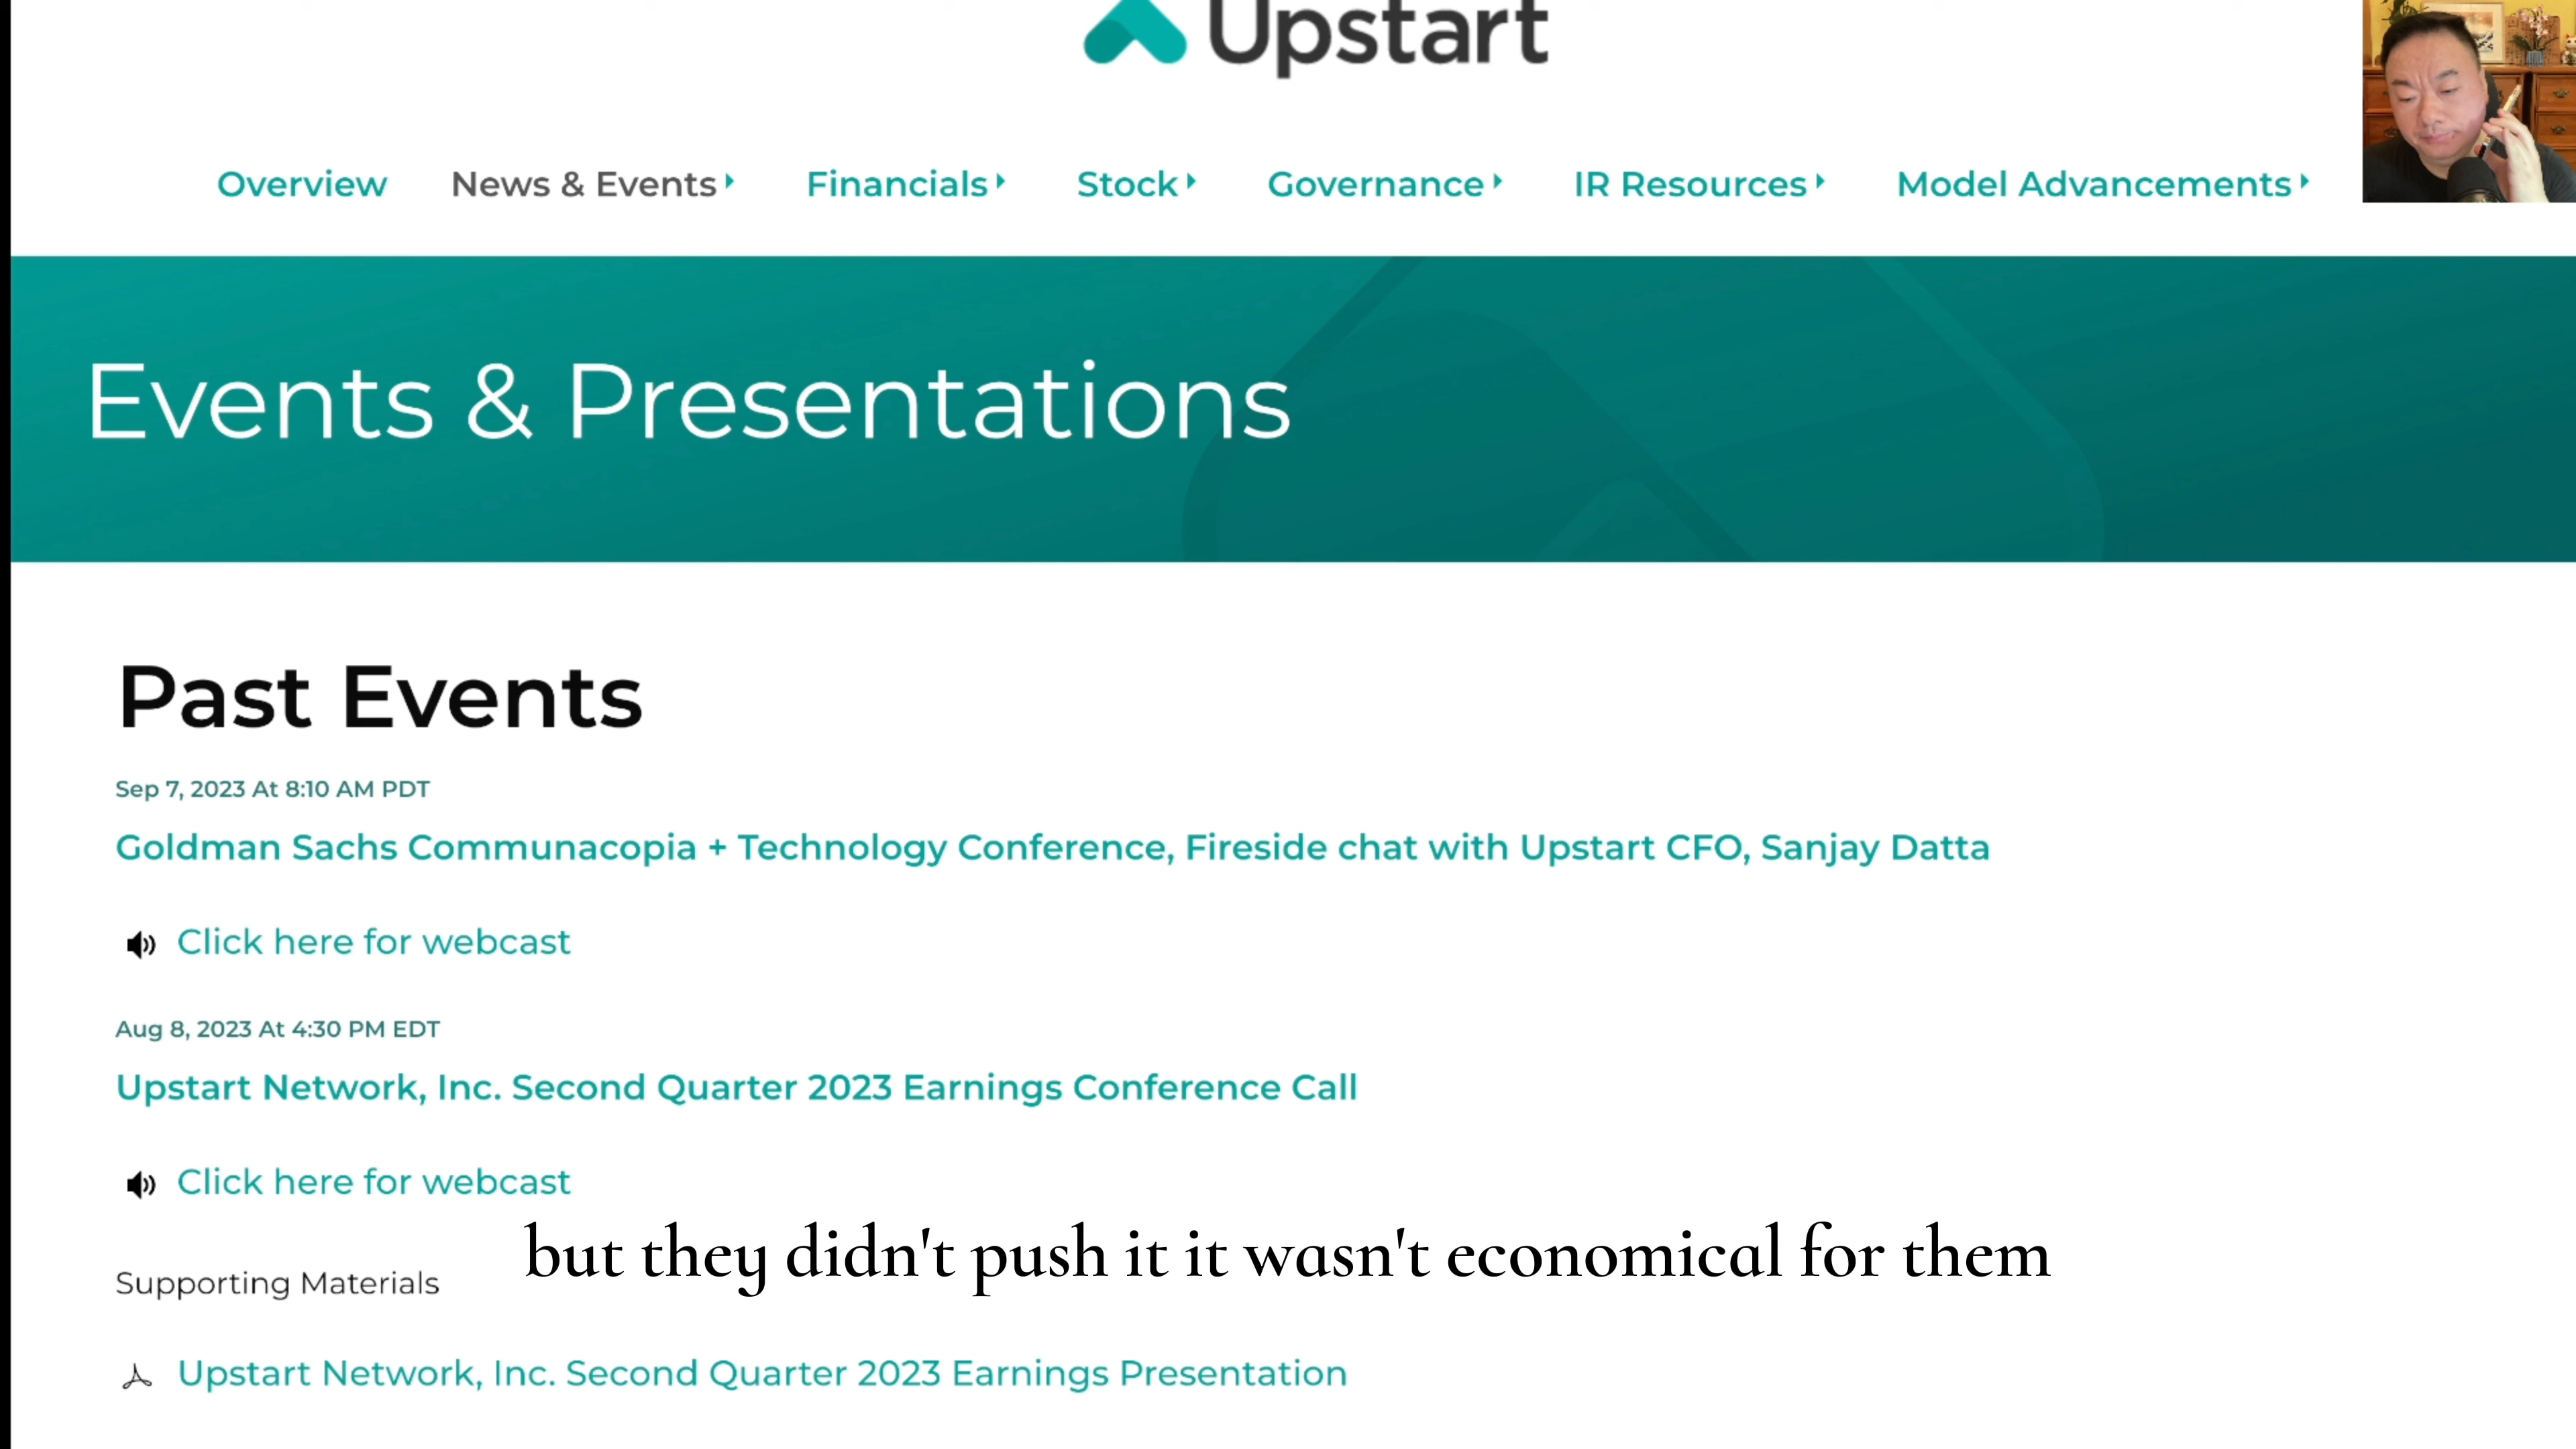 Upstart
Overview
News & Events
Financials
Stock
Governance
IR Resources
Model Advancements
Events & Presentations
Past Events
Sep 7, 2023 At 8:10 AM PDT
Goldman Sachs Communacopia + Technology Conference, Fireside chat with Upstart CFO, Sanjay Datta
Click here for webcast
Aug 8, 2023 At 4:30 PM EDT
Upstart Network, Inc. Second Quarter 2023 Earnings Conference Call
Click here for webcast
but they didn't push it it wasn't economical for them
Supporting Materials
Upstart Network, Inc. Second Quarter 2023 Earnings Presentation